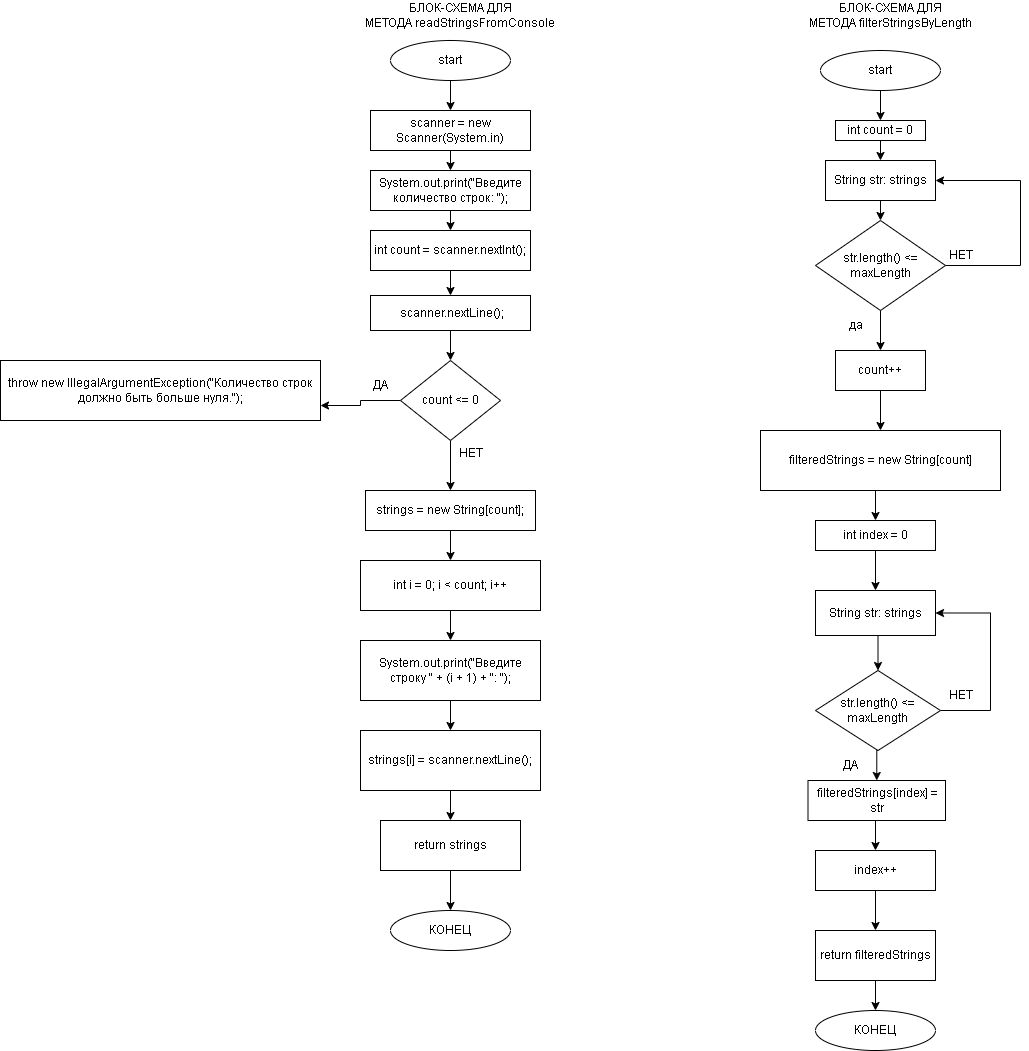 БЛОК-СХЕМА ДЛЯ
МЕТОДА readStringsFromConsole
start
scanner = new
Scanner(System.in)
System.out.print("Введите
количество строк: ");
int count = scanner.nextInt();
scanner.nextLine();
count <= 0
ДА
throw new IllegalArgumentException("Количество строк
должно быть больше нуля.");
НЕТ
strings = new String[count];
int i = 0; i < count; i++
System.out.print("Введите
строку " + (i + 1) + ": ");
strings[i] = scanner.nextLine();
return strings
КОНЕЦ
БЛОК-СХЕМА ДЛЯ
МЕТОДА filterStringsByLength
start
int count = 0
String str: strings
str.length() <=
maxLength
НЕТ
да
count++
filteredStrings = new String[count]
int index = 0
String str: strings
str.length() <=
maxLength
НЕТ
ДА
filteredStrings[index] =
str
index++
return filteredStrings
КОНЕЦ